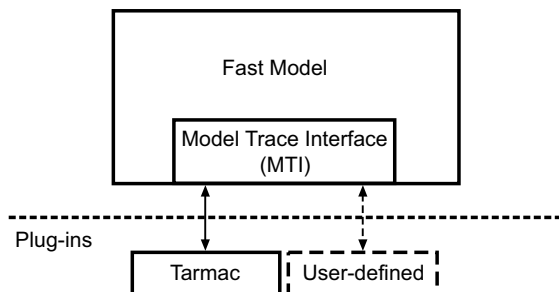 Fast Model
Model Trace Interface
(MTI)
Plug-ins
Tarmac
User-defined